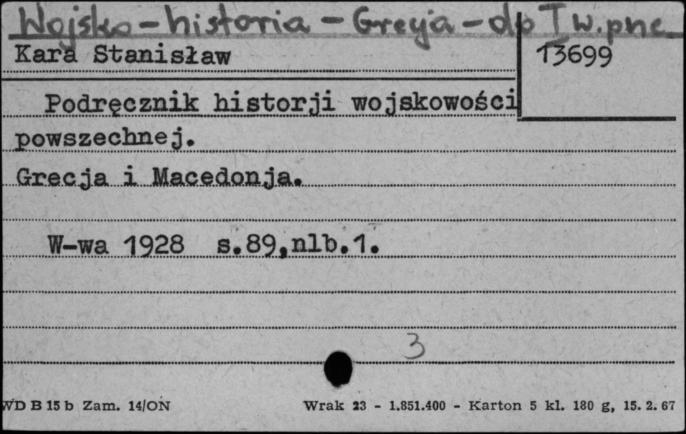 Wojsko - historia - Grecja - do I w. pne
Kara Stanisław
13699
Podręcznik historji wojskowości
powszechnej.
Grecja i Macedonja.
W-wa 1928 s.89,nlb.1.
3
WD B 15 b Zam. 14/ON
Wrak 23 - 1.851.400 - Karton 5 kl. 180 g, 15. 2. 67